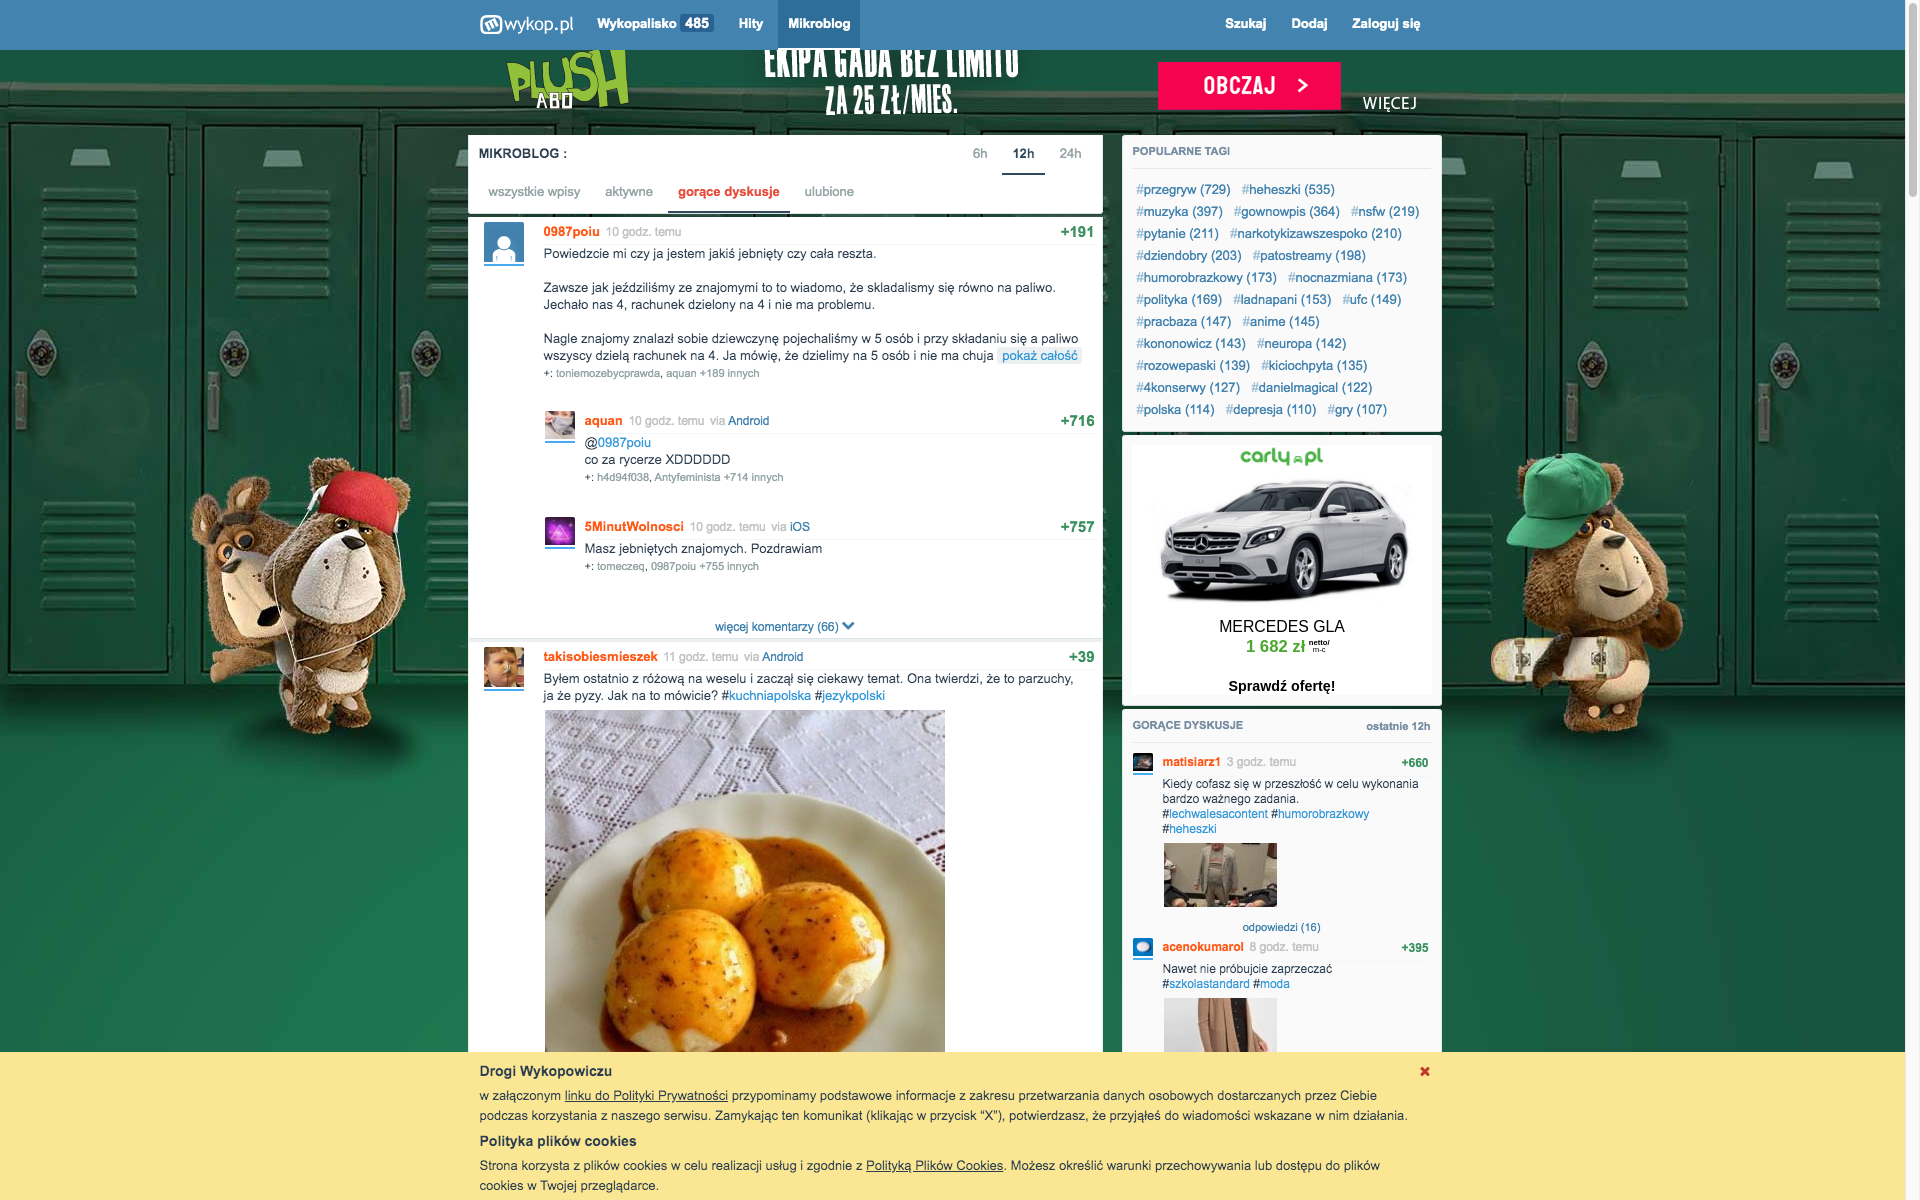 wykop.pl Wykopalisko 485 Hity Mikroblog Szukaj Dodaj Zaloguj się
PLUSH
ABO
EKIPA GADA BEZ LIMITU
ZA 25 ZŁ/MIES.
OBCZAJ >
WIĘCEJ
MIKROBLOG : 6h 12h 24h
wszystkie wpisy aktywne gorące dyskusje ulubione
0987poiu 10 godz. temu +191
Powiedzcie mi czy ja jestem jakiś jebnięty czy cała reszta.
Zawsze jak jeździliśmy ze znajomymi to to wiadomo, że skladalismy się równo na paliwo.
Jechało nas 4, rachunek dzielony na 4 i nie ma problemu.
Nagle znajomy znalazł sobie dziewczynę pojechaliśmy w 5 osób i przy składaniu się a paliwo
wszyscy dzielą rachunek na 4. Ja mówię, że dzielimy na 5 osób i nie ma chuja pokaż całość
+: toniemozebycprawda, aquan +189 innych
aquan 10 godz. temu via Android +716
@0987poiu
co za rycerze XDDDDDD
+: h4d94f038, Antyfeminista +714 innych
5MinutWolnosci 10 godz. temu via iOS +757
Masz jebniętych znajomych. Pozdrawiam
+: tomeczeq, 0987poiu +755 innych
więcej komentarzy (66)
takisobiesmieszek 11 godz. temu via Android +39
Byłem ostatnio z różową na weselu i zaczął się ciekawy temat. Ona twierdzi, że to parzuchy,
ja że pyzy. Jak na to mówicie? #kuchniapolska #jezykpolski
POPULARNE TAGI
#przegryw (729) #heheszki (535)
#muzyka (397) #gownowpis (364) #nsfw (219)
#pytanie (211) #narkotykizawszespoko (210)
#dziendobry (203) #patostreamy (198)
#humorobrazkowy (173) #nocnazmiana (173)
#polityka (169) #ladnapani (153) #ufc (149)
#pracbaza (147) #anime (145)
#kononowicz (143) #neuropa (142)
#rozowepaski (139) #kiciochpyta (135)
#4konserwy (127) #danielmagical (122)
#polska (114) #depresja (110) #gry (107)
carly.pl
MERCEDES GLA
1 682 zł netto/
m-c
Sprawdź ofertę!
GORĄCE DYSKUSJE ostatnie 12h
matisiarz1 3 godz. temu +660
Kiedy cofasz się w przeszłość w celu wykonania
bardzo ważnego zadania.
#lechwalesacontent #humorobrazkowy
#heheszki
odpowiedzi (16)
acenokumarol 8 godz. temu +395
Nawet nie próbujcie zaprzeczać
#szkolastandard #moda
Drogi Wykopowiczu
w załączonym linku do Polityki Prywatności przypominamy podstawowe informacje z zakresu przetwarzania danych osobowych dostarczanych przez Ciebie
podczas korzystania z naszego serwisu. Zamykając ten komunikat (klikając w przycisk “X”), potwierdzasz, że przyjąłeś do wiadomości wskazane w nim działania.
Polityka plików cookies
Strona korzysta z plików cookies w celu realizacji usług i zgodnie z Polityką Plików Cookies. Możesz określić warunki przechowywania lub dostępu do plików
cookies w Twojej przeglądarce.